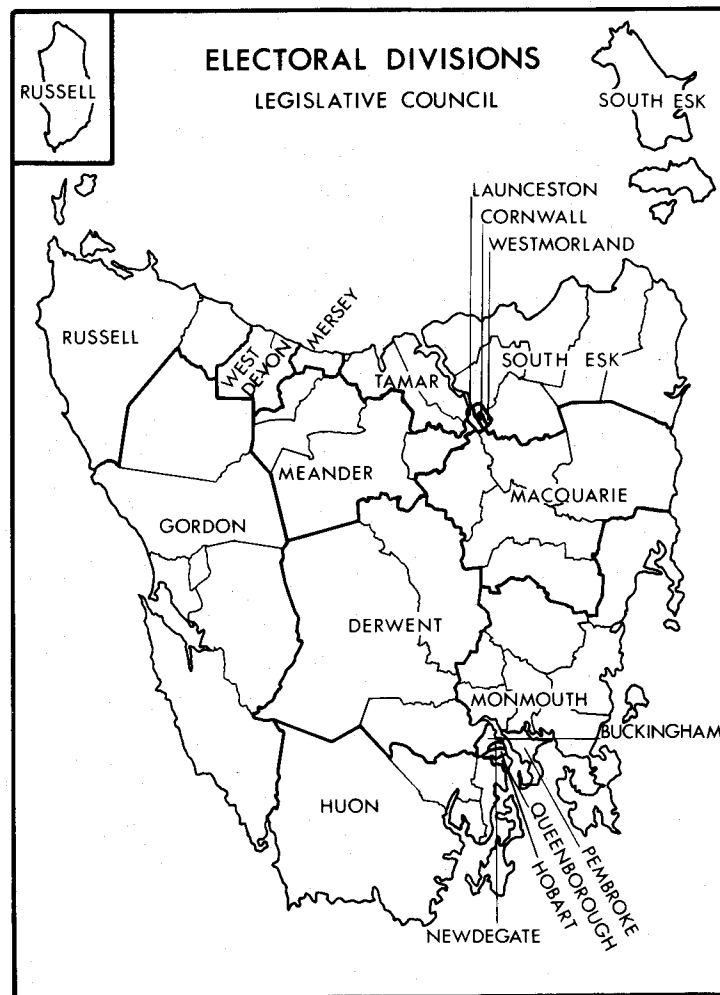 ELECTORAL DIVISIONS
LEGISLATIVE COUNCIL
RUSSELL
SOUTH ESK
LAUNCESTON
CORNWALL
WESTMORLAND
RUSSELL
WEST
DEVON
MERSEY
TAMAR
SOUTH ESK
MEANDER
MACQUARIE
GORDON
DERWENT
MONMOUTH
BUCKINGHAM
HUON
PEMBROKE
QUEENBOROUGH
HOBART
NEWDEGATE